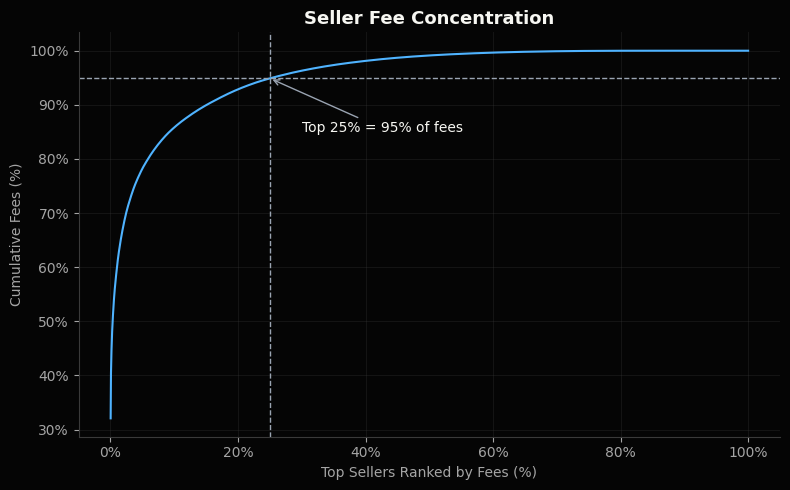 Seller Fee Concentration
100%
90%
80%
70%
60%
50%
40%
30%
Cumulative Fees (%)
Top 25% = 95% of fees
0% 20% 40% 60% 80% 100%
Top Sellers Ranked by Fees (%)